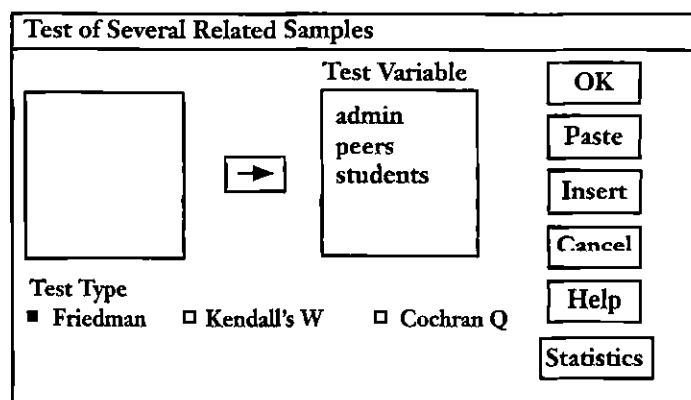 Test of Several Related Samples
Test Variable
admin
peers
students
OK
Paste
Insert
Cancel
Help
Statistics
Test Type
Friedman Kendall's W Cochran Q